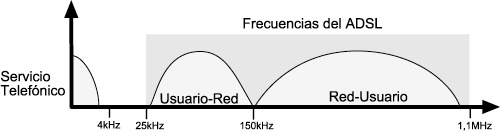 Frecuencias del ADSL
Servicio
Telefónico
Usuario-Red
Red-Usuario
4kHz
25kHz
150kHz
1,1MHz